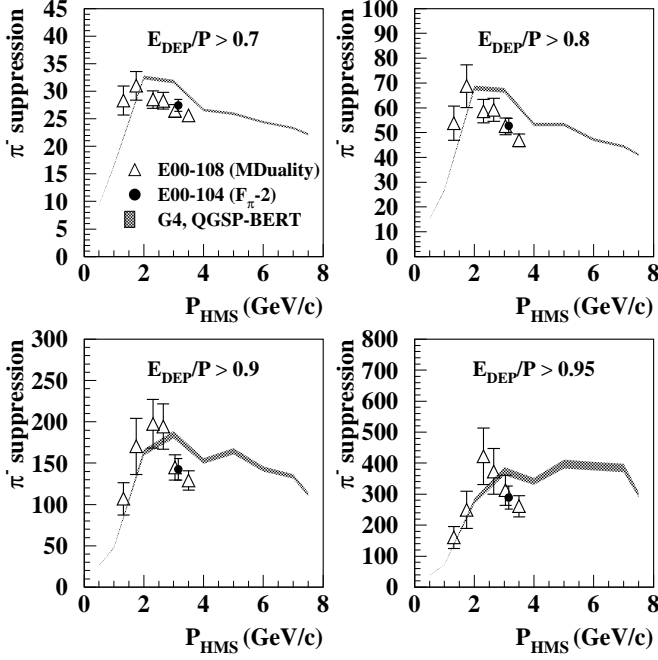 E_DEP/P > 0.7
π⁻ suppression
45
40
35
30
25
20
15
10
5
0
E00-108 (MDuality)
E00-104 (F_π-2)
G4, QGSP-BERT
0 2 4 6 8
P_HMS (GeV/c)
E_DEP/P > 0.8
π⁻ suppression
100
90
80
70
60
50
40
30
20
10
0
0 2 4 6 8
P_HMS (GeV/c)
E_DEP/P > 0.9
π⁻ suppression
300
250
200
150
100
50
0
0 2 4 6 8
P_HMS (GeV/c)
E_DEP/P > 0.95
π⁻ suppression
800
700
600
500
400
300
200
100
0
0 2 4 6 8
P_HMS (GeV/c)